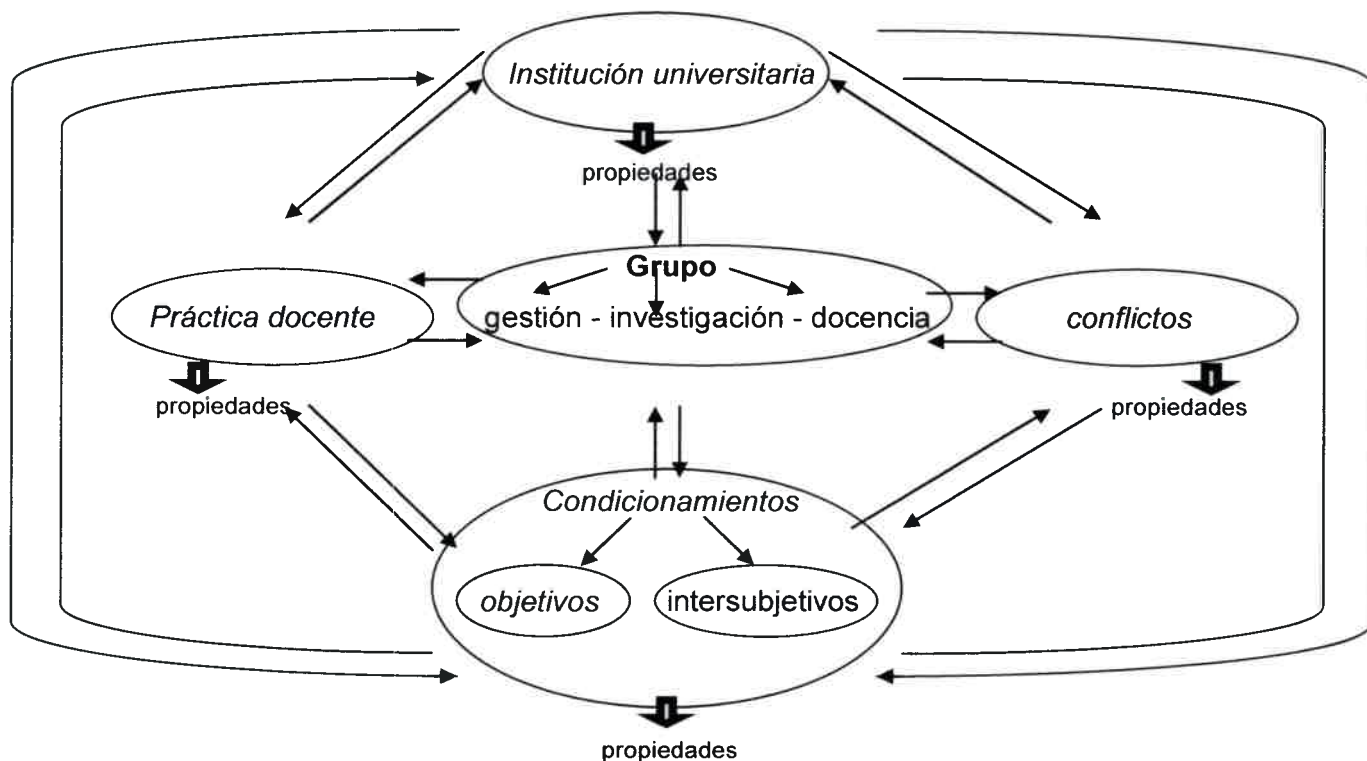 Institución universitaria
propiedades
Grupo
gestión - investigación - docencia
Práctica docente
conflictos
propiedades
propiedades
Condicionamientos
objetivos
intersubjetivos
propiedades